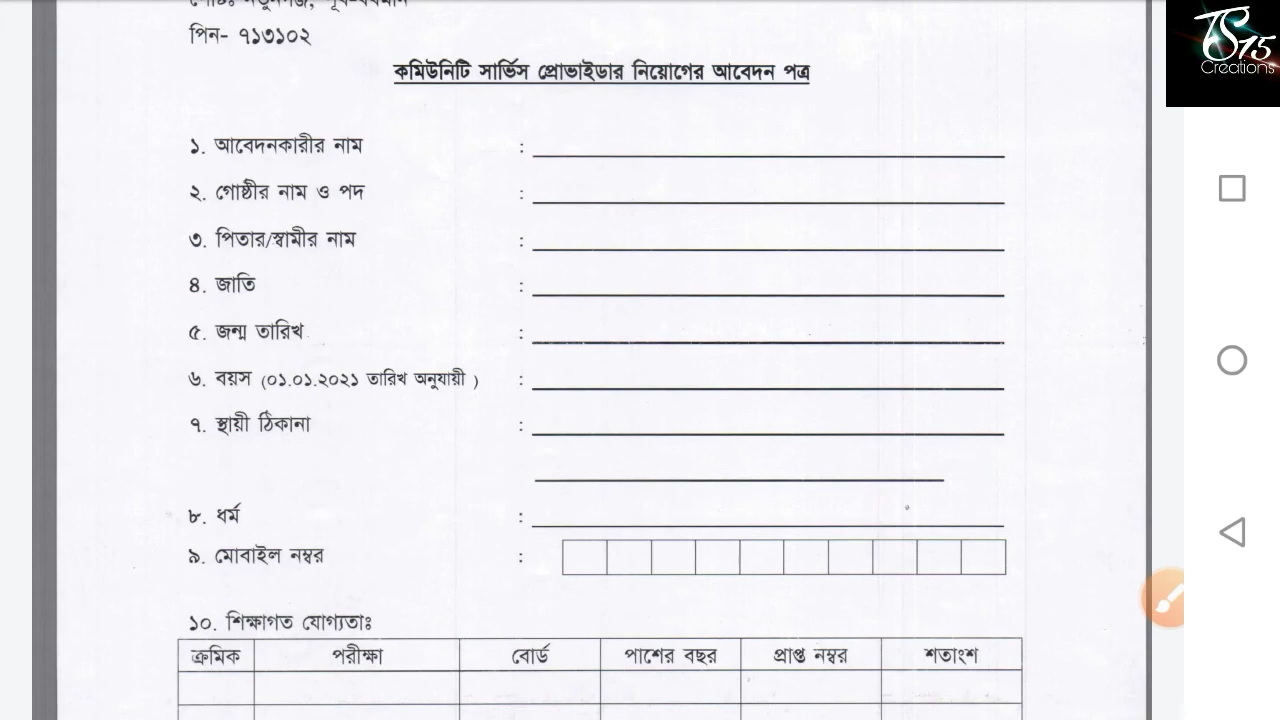 পিন- ৭১৩১০২
কমিউনিটি সার্ভিস প্রোভাইডার নিয়োগের আবেদন পত্র
১. আবেদনকারীর নাম :
২. গোষ্ঠীর নাম ও পদ :
৩. পিতার/স্বামীর নাম :
৪. জাতি :
৫. জন্ম তারিখ :
৬. বয়স (০১.০১.২০২১ তারিখ অনুযায়ী ) :
৭. স্থায়ী ঠিকানা :
৮. ধর্ম :
৯. মোবাইল নম্বর :
১০. শিক্ষাগত যোগ্যতাঃ
ক্রমিক পরীক্ষা বোর্ড পাশের বছর প্রাপ্ত নম্বর শতাংশ
TS15
Creations